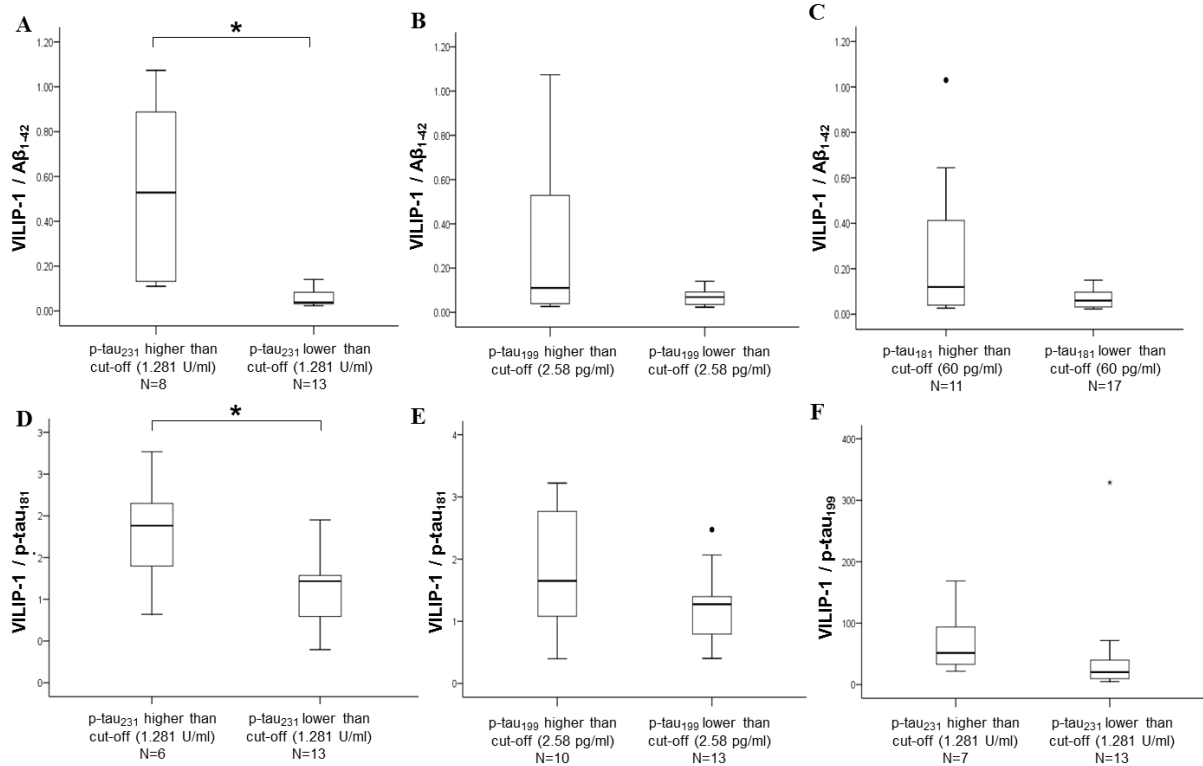 A
*
VILIP-1 / Aβ1-42
1.20
1.00
0.80
0.60
0.40
0.20
0.00
p-tau231 higher than
cut-off (1.281 U/ml)
N=8
p-tau231 lower than
cut-off (1.281 U/ml)
N=13
B
VILIP-1 / Aβ1-42
1.20
1.00
0.80
0.60
0.40
0.20
0.00
p-tau199 higher than
cut-off (2.58 pg/ml)
p-tau199 lower than
cut-off (2.58 pg/ml)
C
VILIP-1 / Aβ1-42
1.20
1.00
0.80
0.60
0.40
0.20
0.00
p-tau181 higher than
cut-off (60 pg/ml)
N=11
p-tau181 lower than
cut-off (60 pg/ml)
N=17
D
*
VILIP-1 / p-tau181
3
3
2
2
1
0
0
p-tau231 higher than
cut-off (1.281 U/ml)
N=6
p-tau231 lower than
cut-off (1.281 U/ml)
N=13
E
VILIP-1 / p-tau181
4
3
2
1
0
p-tau199 higher than
cut-off (2.58 pg/ml)
N=10
p-tau199 lower than
cut-off (2.58 pg/ml)
N=13
F
VILIP-1 / p-tau199
400
300
200
100
0
*
p-tau231 higher than
cut-off (1.281 U/ml)
N=7
p-tau231 lower than
cut-off (1.281 U/ml)
N=13